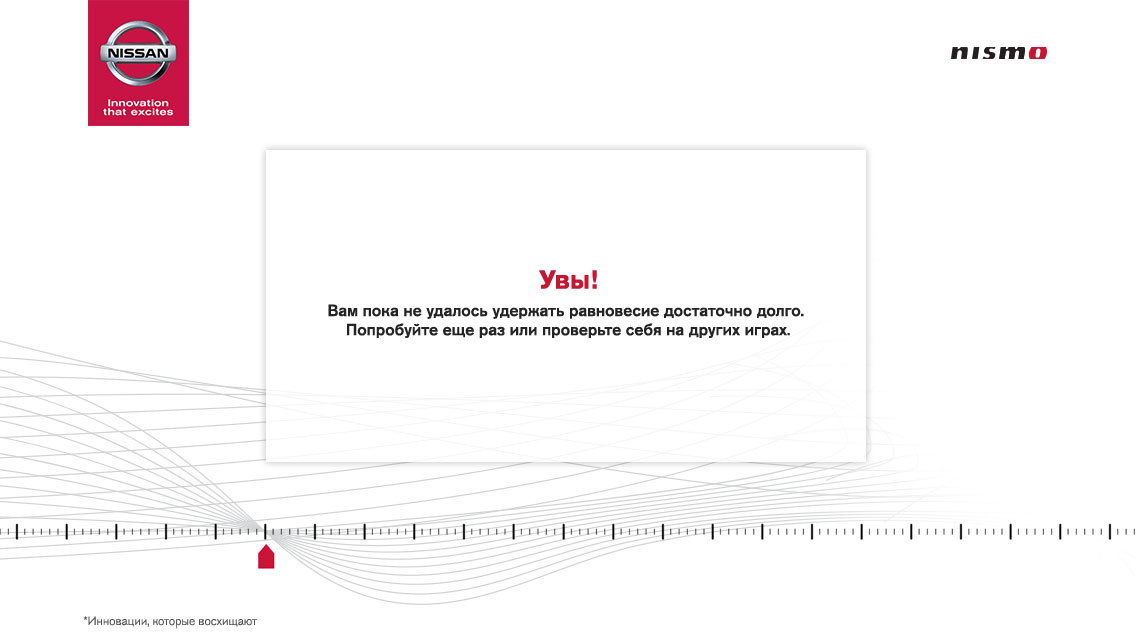 NISSAN
Innovation
that excites
nismo
Увы!
Вам пока не удалось удержать равновесие достаточно долго.
Попробуйте еще раз или проверьте себя на других играх.
*Инновации, которые восхищают